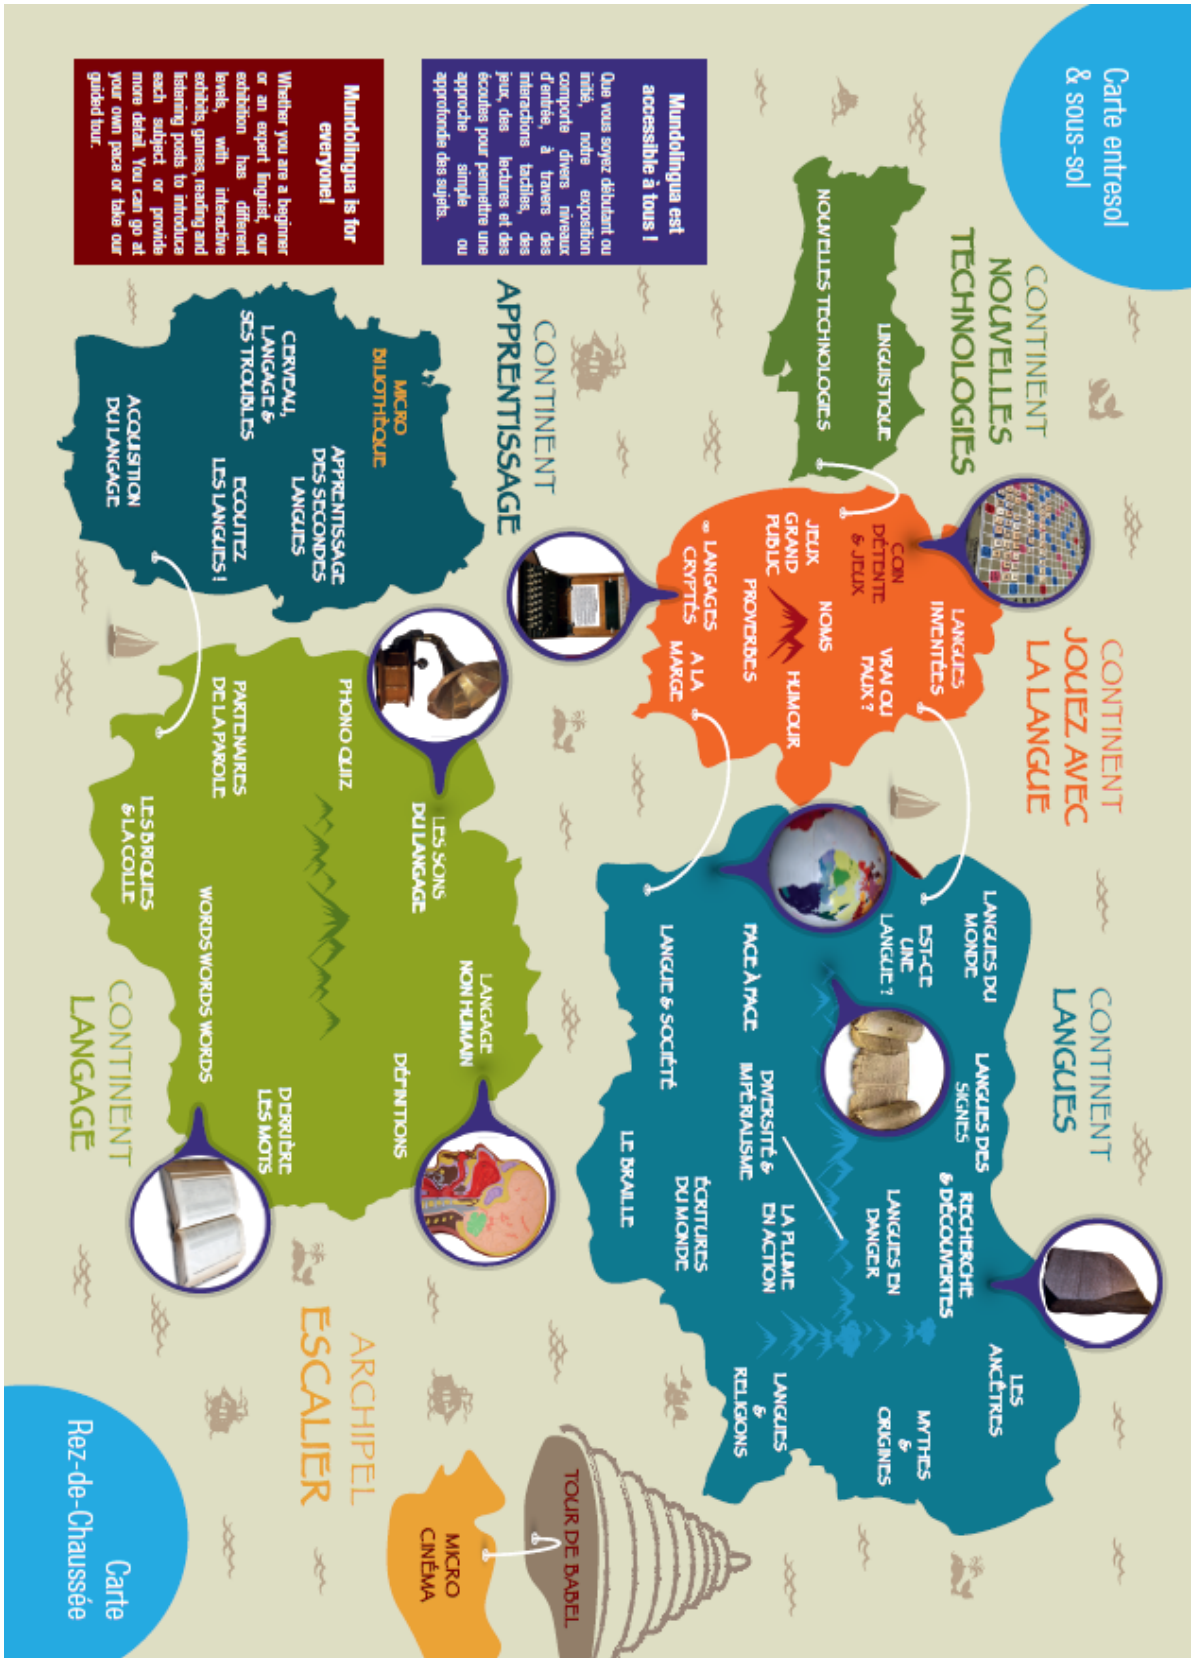 Carte entresol
& sous-sol
CONTINENT
NOUVELLES
TECHNOLOGIES
LINGUISTIQUE
NOUVELLES TECHNOLOGIES
CONTINENT
JOUEZ AVEC
LA LANGUE
LANGUES
INVENTÉES
COIN
DÉTENTE
& JEUX
VRAI OU
FAUX ?
JEUX
GRAND
PUBLIC
NOMS
HUMOUR
PROVERBES
LANGAGES
CRYPTÉS
A LA
MARGE
CONTINENT
LANGUES
LANGUES DU
MONDE
EST-CE
UNE
LANGUE ?
LANGUES DES
SIGNES
RECHERCHE
& DÉCOUVERTES
LES
ANCÊTRES
LANGUES EN
DANGER
MYTHES
&
ORIGINES
FACE À FACE
DIVERSITÉ &
IMPÉRIALISME
LA PLUME
EN ACTION
LANGUES
&
RELIGIONS
LANGUE & SOCIÉTÉ
ÉCRITURES
DU MONDE
LE BRAILLE
Mundolingua est
accessible à tous !
Que vous soyez débutant ou
initié, notre exposition
comporte divers niveaux
d'entrée, à travers des
interactions tactiles, des
jeux, des lectures et des
écoutes pour permettre une
approche simple ou
approfondie des sujets.
Mundolingua is for
everyone!
Whether you are a beginner
or an expert linguist, our
exhibition has different
levels, with interactive
exhibits, games, reading and
listening posts to introduce
each subject or provide
more detail. You can go at
your own pace or take our
guided tour.
CONTINENT
APPRENTISSAGE
MICRO
BILIOTHÈQUE
APPRENTISSAGE
DES SECONDES
LANGUES
CERVEAU,
LANGAGE &
SES TROUBLES
ECOUTEZ
LES LANGUES !
ACQUISITION
DU LANGAGE
LES SONS
DU LANGAGE
LANGAGE
NON HUMAIN
PHONO QUIZ
DÉFINITIONS
PARTENAIRES
DE LA PAROLE
DERRIÈRE
LES MOTS
WORDS WORDS WORDS
LES BRIQUES
& LA COLLE
CONTINENT
LANGAGE
TOUR DE BABEL
MICRO
CINÉMA
ARCHIPEL
ESCALIER
Carte
Rez-de-Chaussée